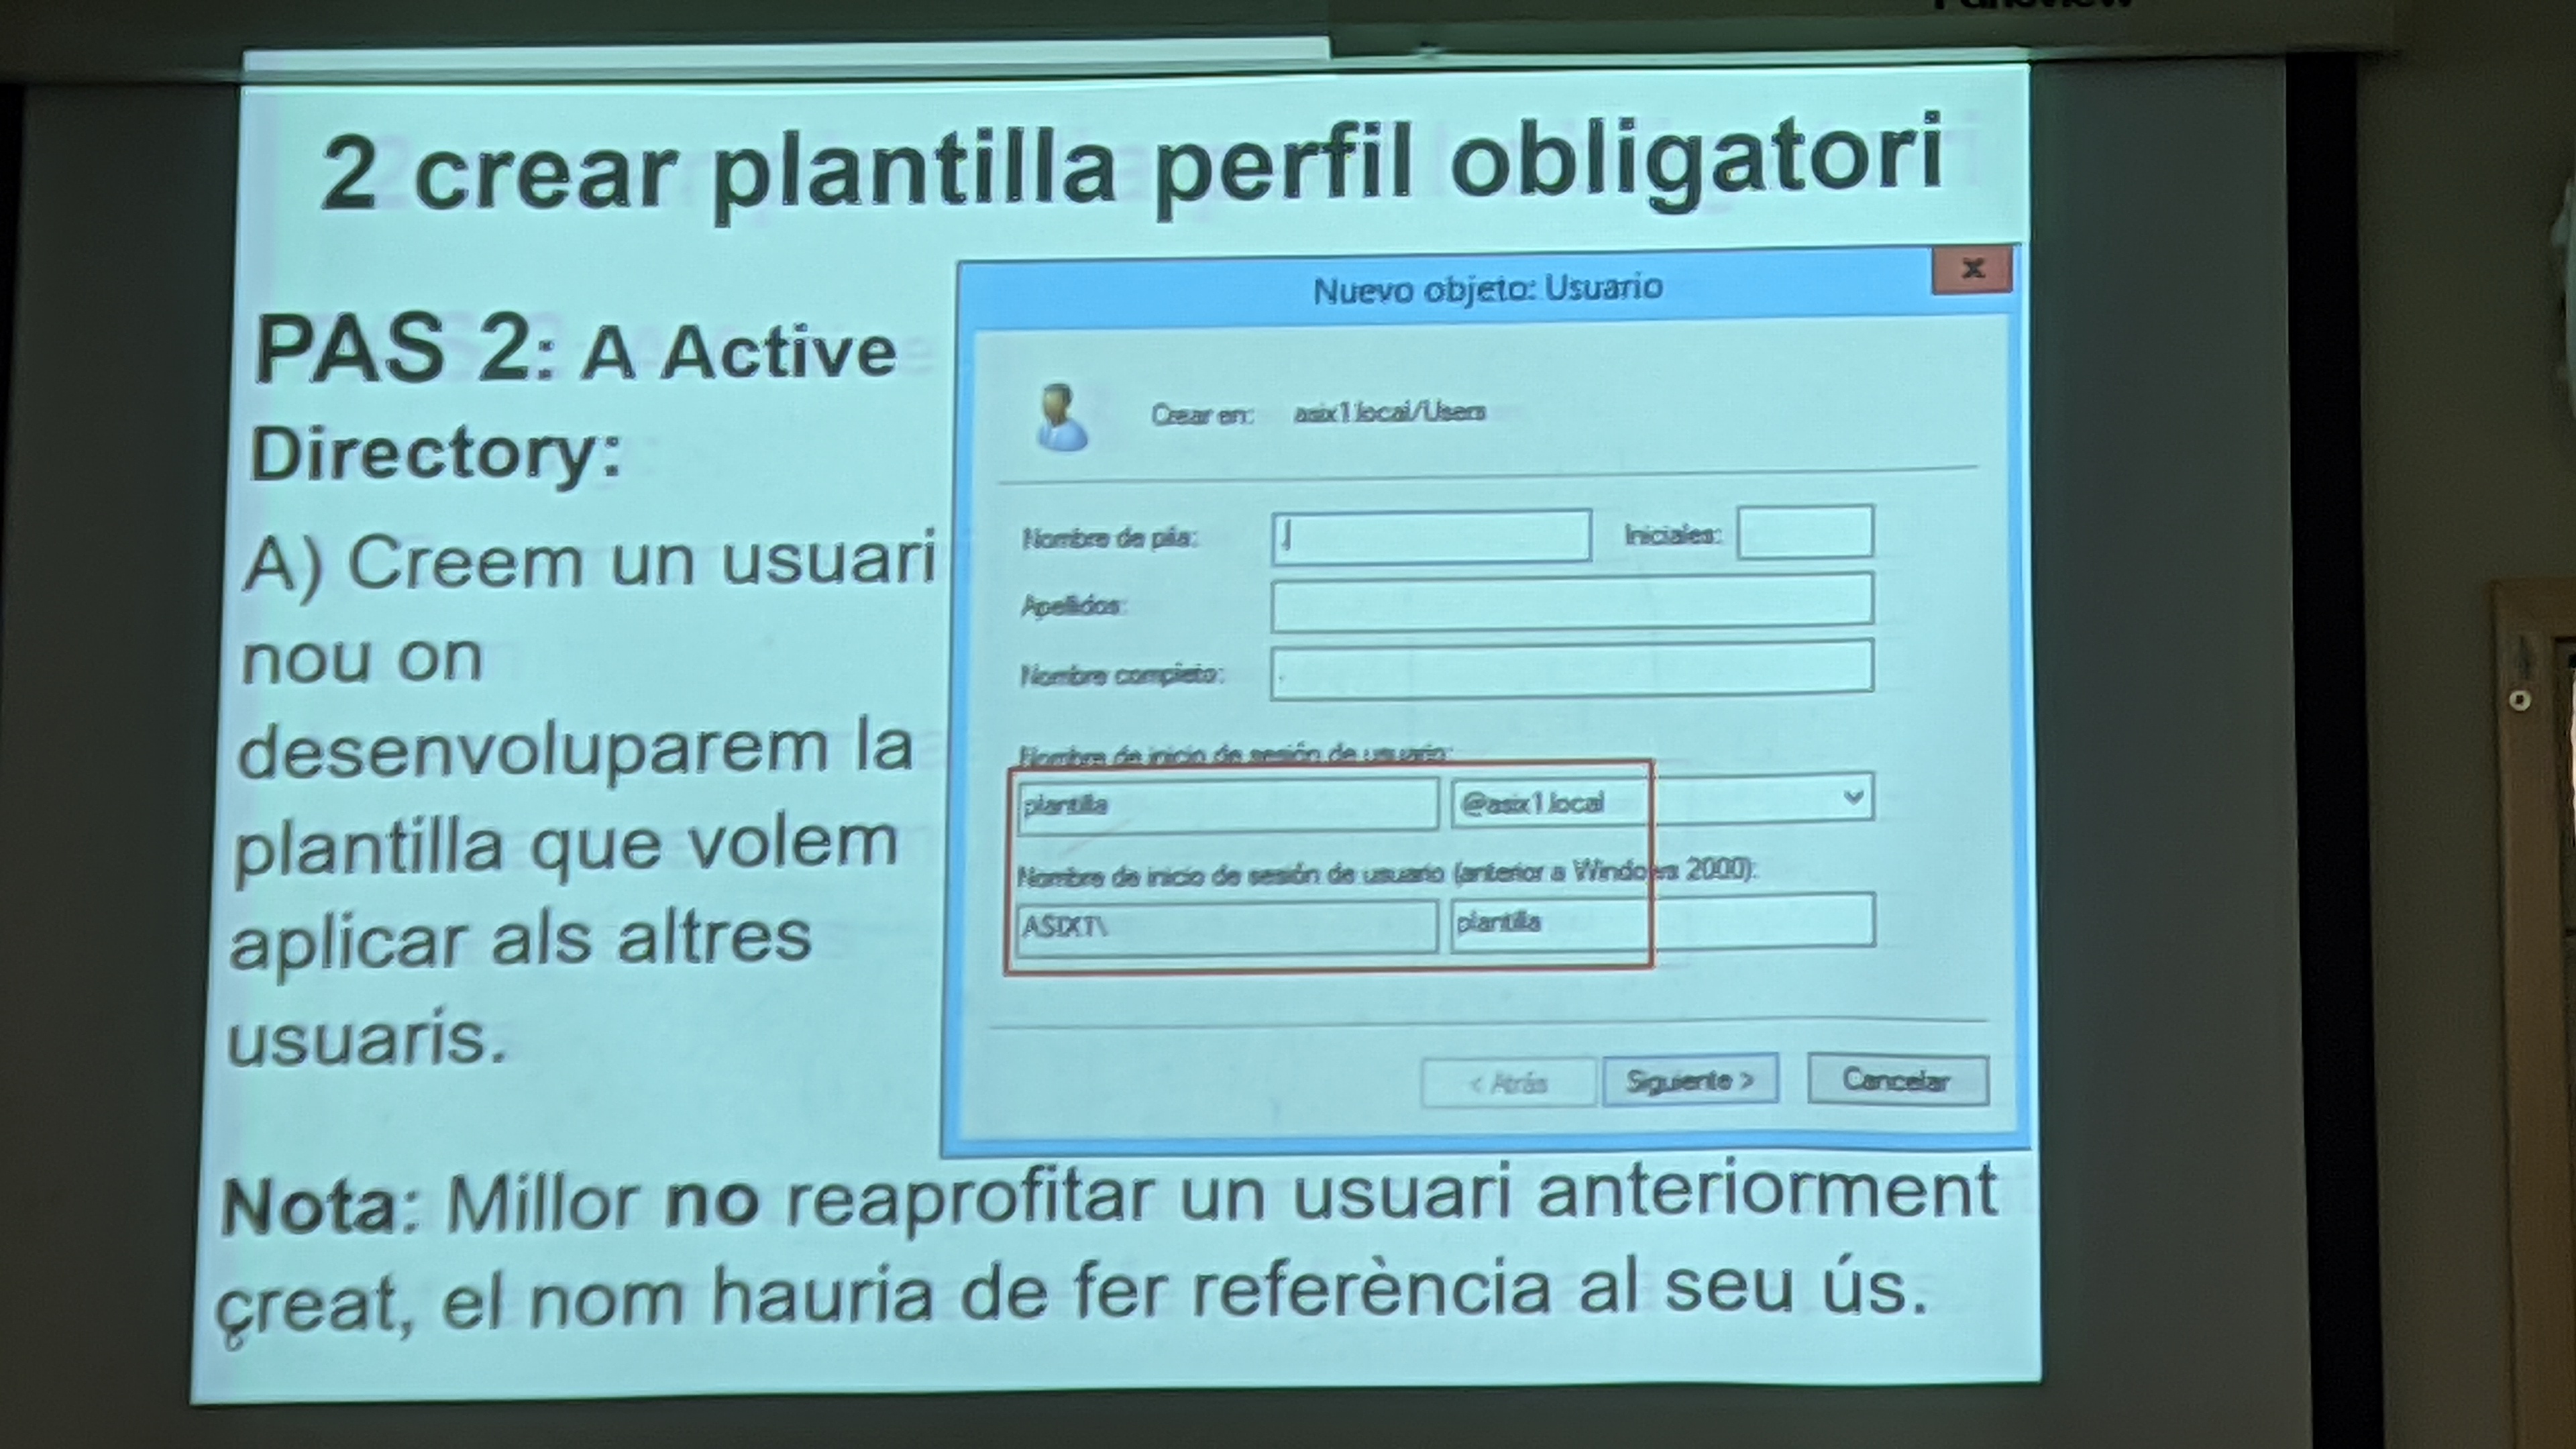 2 crear plantilla perfil obligatori
PAS 2: A Active
Directory:
A) Creem un usuari
nou on
desenvoluparem la
plantilla que volem
aplicar als altres
usuaris.
Nuevo objeto: Usuario
x
Crear en: asix1.local/Users
Nombre de pila:
Iniciales:
Apellidos:
Nombre completo:
Nombre de inicio de sesión de usuario:
plantilla @asix1.local
Nombre de inicio de sesión de usuario (anterior a Windows 2000):
plantilla
< Atrás Siguiente > Cancelar
Nota: Millor no reaprofitar un usuari anteriorment
çreat, el nom hauria de fer referència al seu ús.